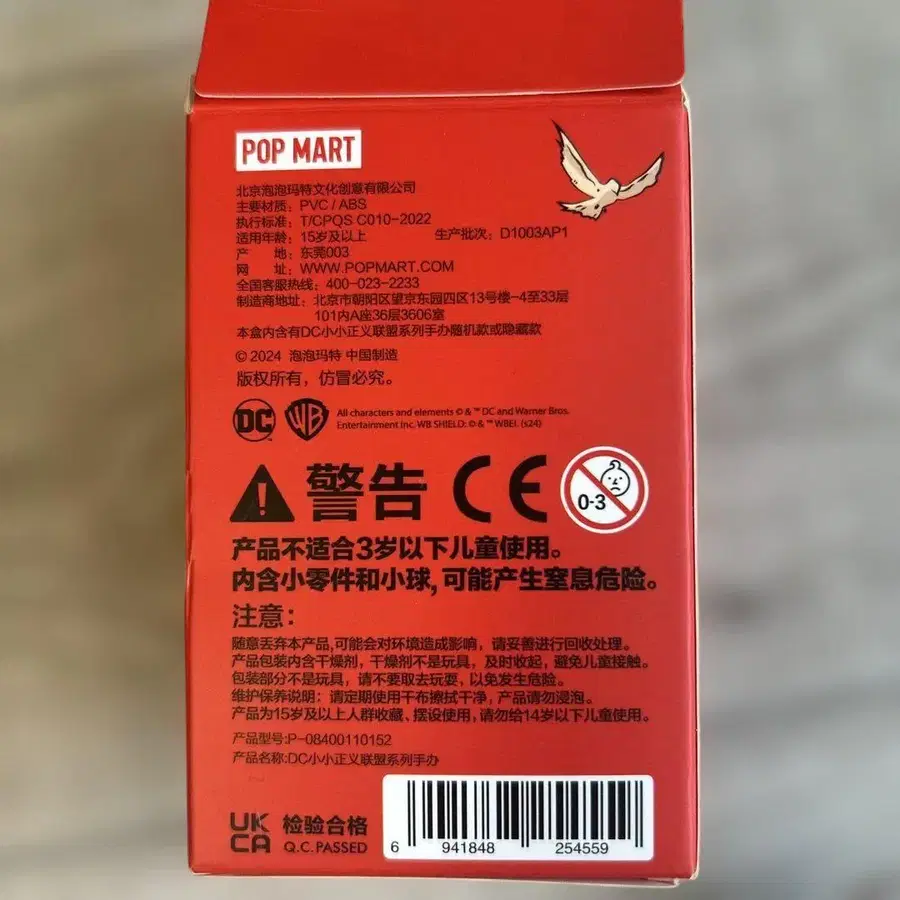 POP MART
北京泡泡玛特文化创意有限公司
主要材质：PVC / ABS
执行标准：T/CPQS C010-2022
适用年龄：15岁及以上 生产批次：D1003AP1
产 地：东莞003
网 址：WWW.POPMART.COM
全国客服热线：400-023-2233
制造商地址：北京市朝阳区望京东园四区13号楼-4至33层
101内A座36层3606室
本盒内含有DC小小正义联盟系列手办随机款或隐藏款
© 2024 泡泡玛特 中国制造
版权所有，仿冒必究。
DC WB All characters and elements © & ™ DC and Warner Bros.
Entertainment Inc. WB SHIELD: © & ™ WBEI. (s24)
! 警告 CE 0-3
产品不适合3岁以下儿童使用。
内含小零件和小球，可能产生窒息危险。
注意：
随意丢弃本产品，可能会对环境造成影响，请妥善进行回收处理。
产品包装内含干燥剂，干燥剂不是玩具，及时收起，避免儿童接触。
包装部分不是玩具，请不要取去玩耍，以免发生危险。
维护保养说明：请定期使用干布擦拭干净，产品请勿浸泡。
产品为15岁及以上人群收藏、摆设使用，请勿给14岁以下儿童使用。
产品型号:P-08400110152
产品名称:DC小小正义联盟系列手办
UK CA 检验合格
Q.C.PASSED
6 941848 254559